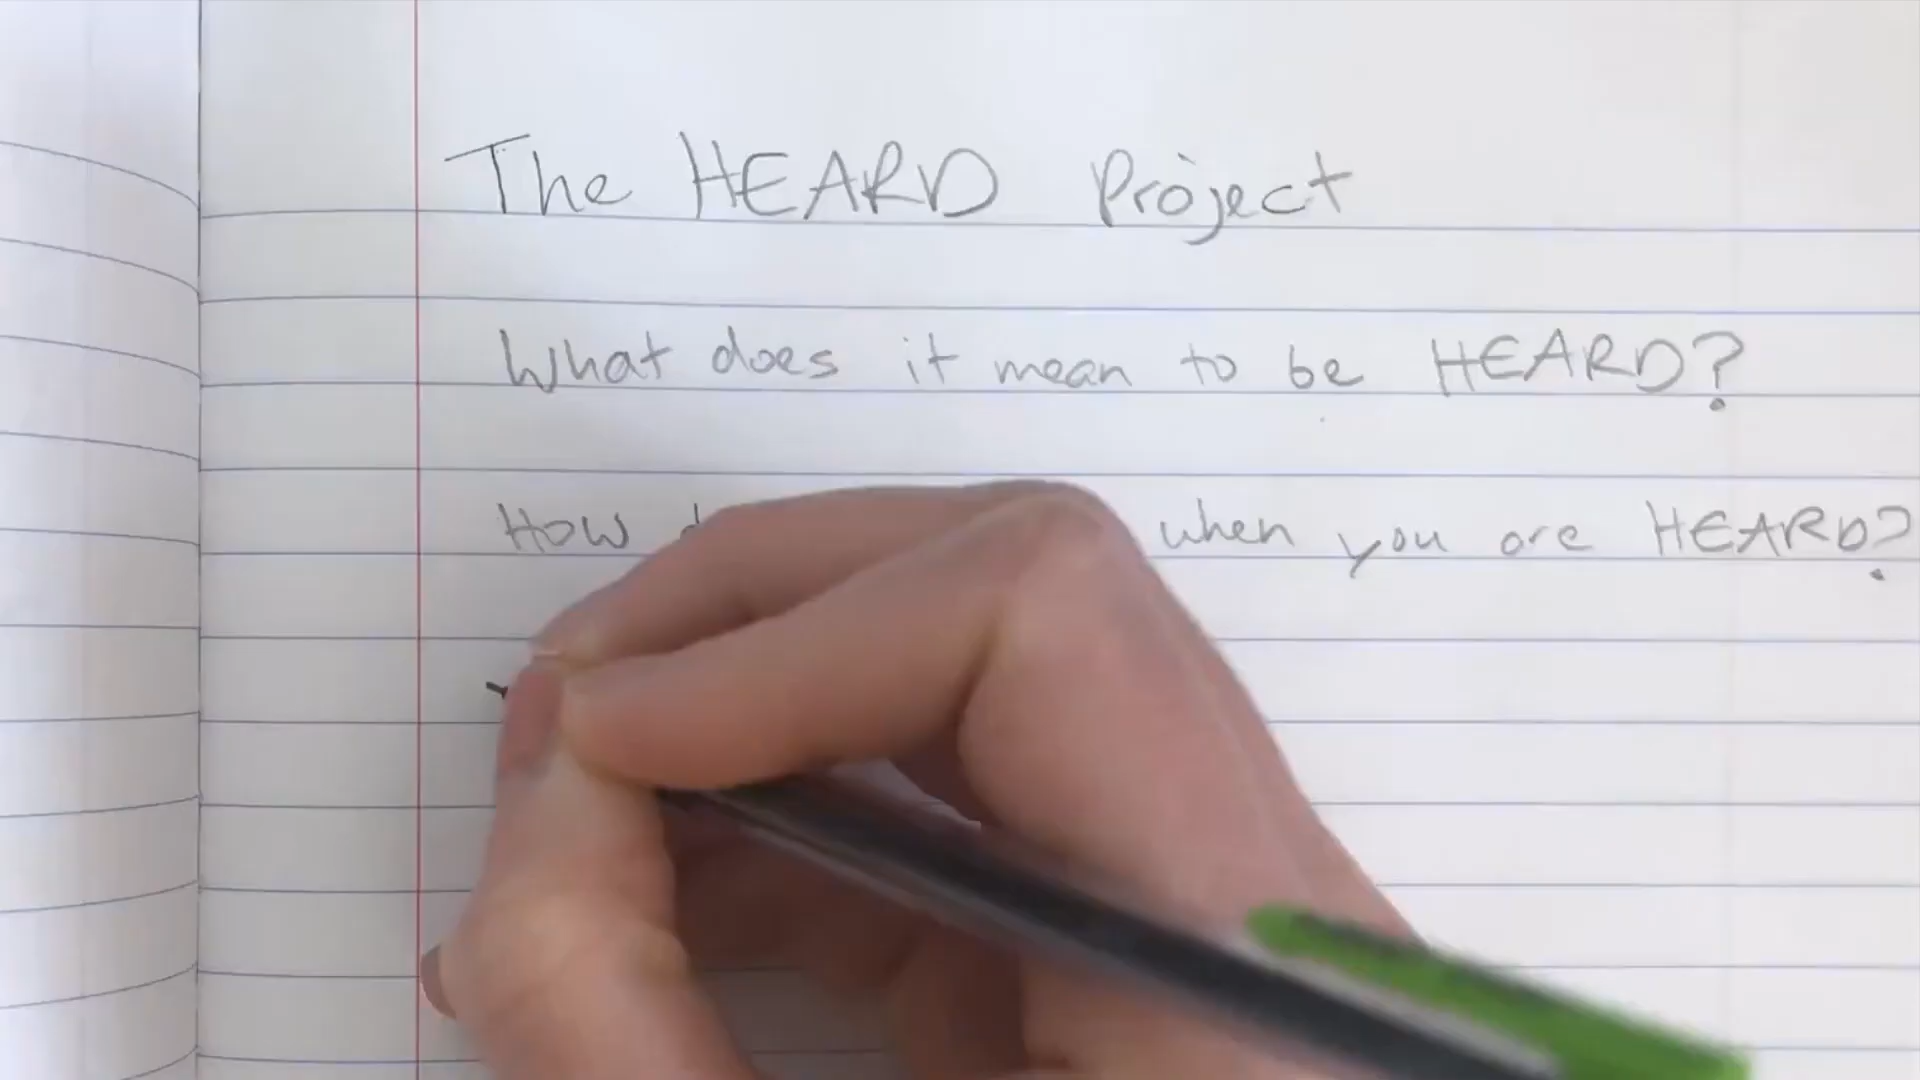 The HEARD Project
What does it mean to be HEARD?
How when you are HEARD?